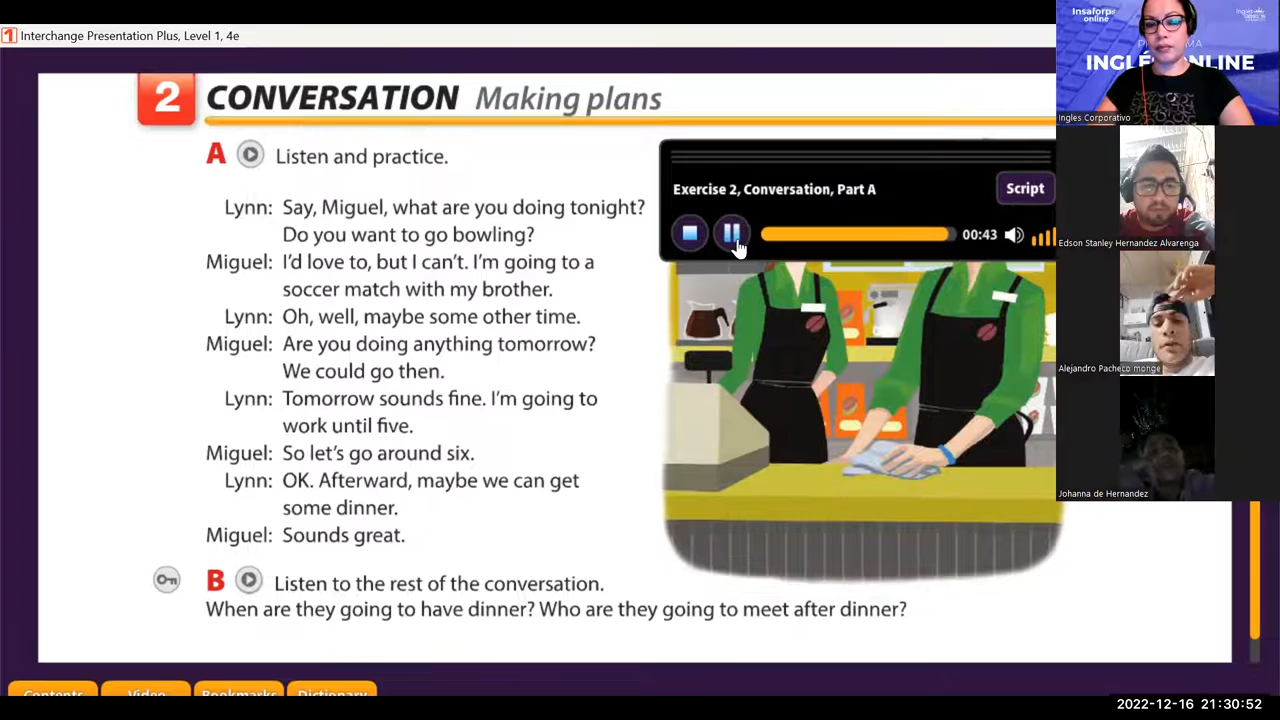 Interchange Presentation Plus, Level 1, 4e
2 CONVERSATION Making plans
A Listen and practice.
Lynn: Say, Miguel, what are you doing tonight?
Do you want to go bowling?
Miguel: I'd love to, but I can't. I'm going to a
soccer match with my brother.
Lynn: Oh, well, maybe some other time.
Miguel: Are you doing anything tomorrow?
We could go then.
Lynn: Tomorrow sounds fine. I'm going to
work until five.
Miguel: So let's go around six.
Lynn: OK. Afterward, maybe we can get
some dinner.
Miguel: Sounds great.
Exercise 2, Conversation, Part A
Script
00:43
B Listen to the rest of the conversation.
When are they going to have dinner? Who are they going to meet after dinner?
Contents Video Bookmarks Dictionary
Insaforp
online
INGLÉS ONLINE
Ingles Corporativo
Edson Stanley Hernandez Alvarenga
Alejandro Pacheco monge
Johanna de Hernandez
2022-12-16 21:30:52